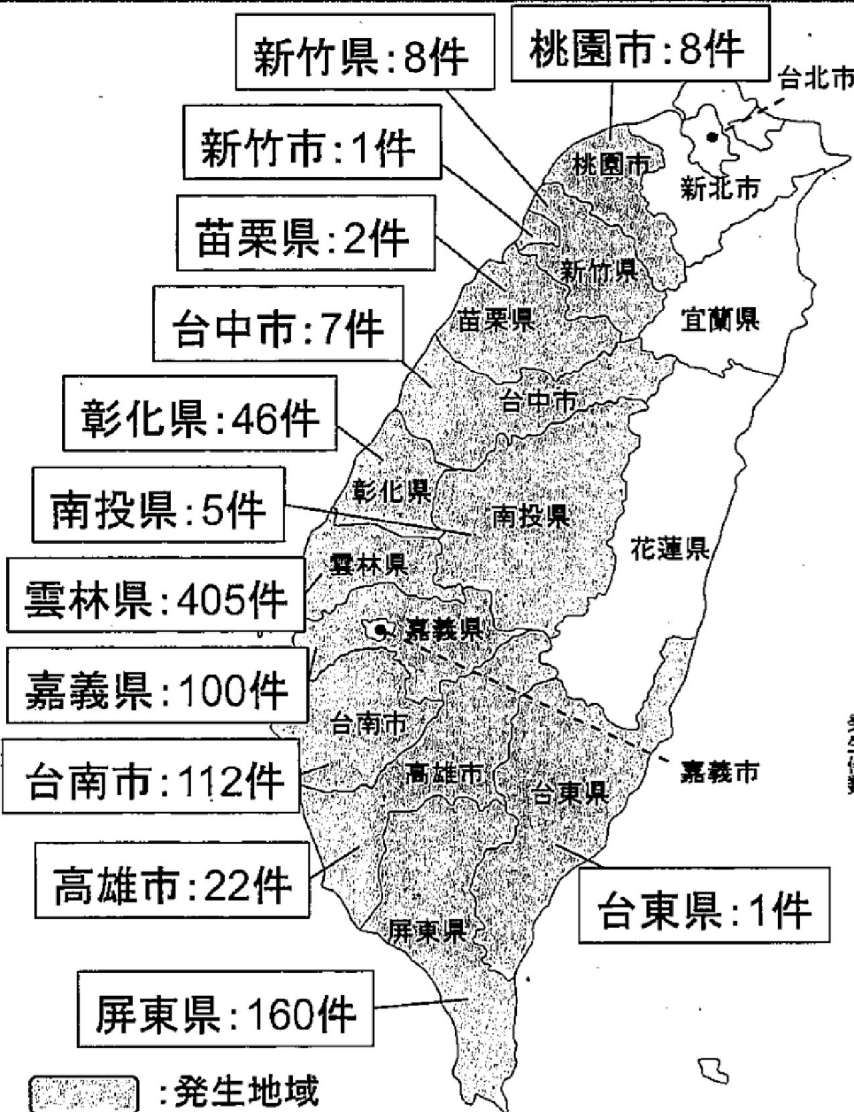 新竹県:8件
桃園市:8件
台北市
新竹市:1件
桃園市
新北市
苗栗県:2件
新竹県
苗栗県
宜蘭県
台中市:7件
台中市
彰化県:46件
彰化県
南投県:5件
南投県
花蓮県
雲林県
雲林県:405件
嘉義県
嘉義県:100件
台南市
台南市:112件
高雄市
台東県
嘉義市
高雄市:22件
台東県:1件
屏東県
屏東県:160件
:発生地域